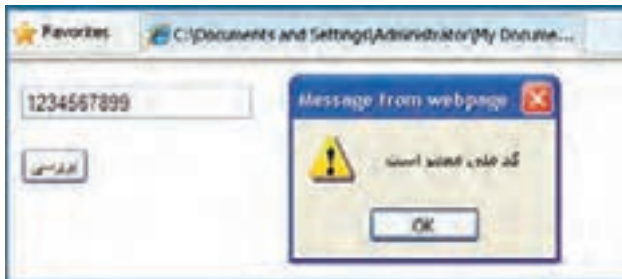 Favorites C:\Documents and Settings\Administrator\My Docume...
1234567899
بررسی
Message from webpage
کد ملی معتبر است
OK